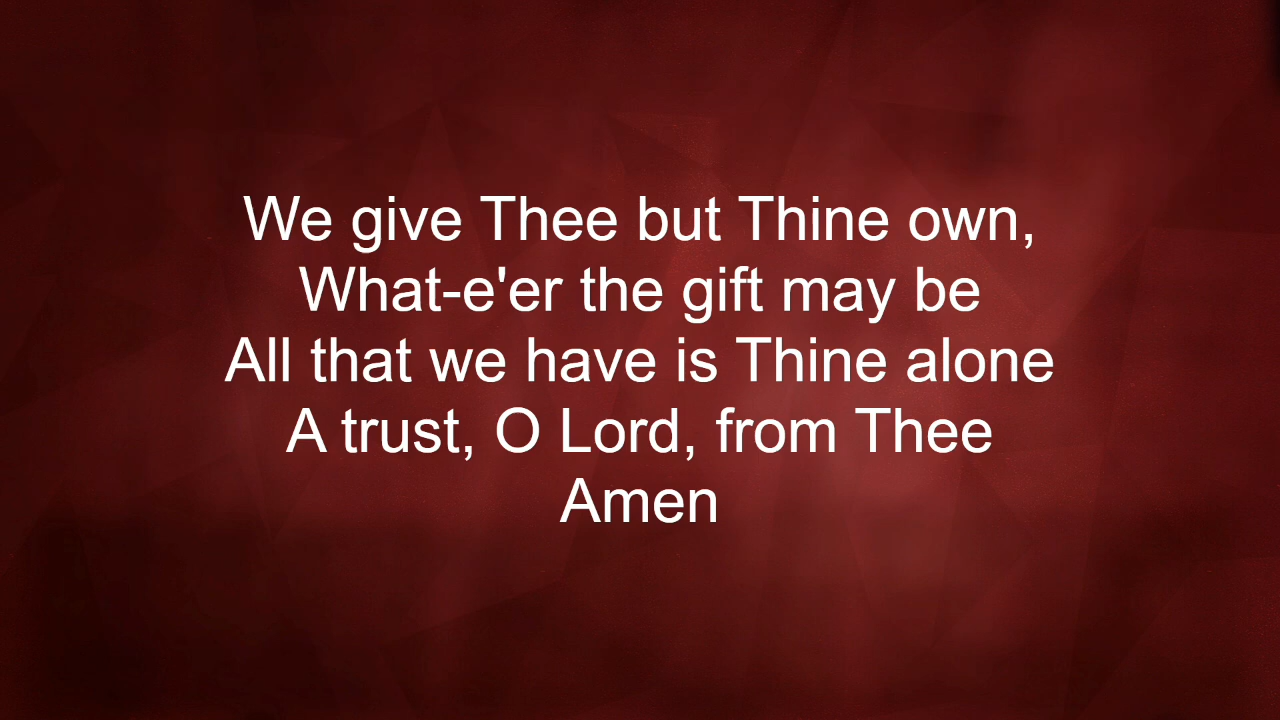 We give Thee but Thine own,
What-e'er the gift may be
All that we have is Thine alone
A trust, O Lord, from Thee
Amen